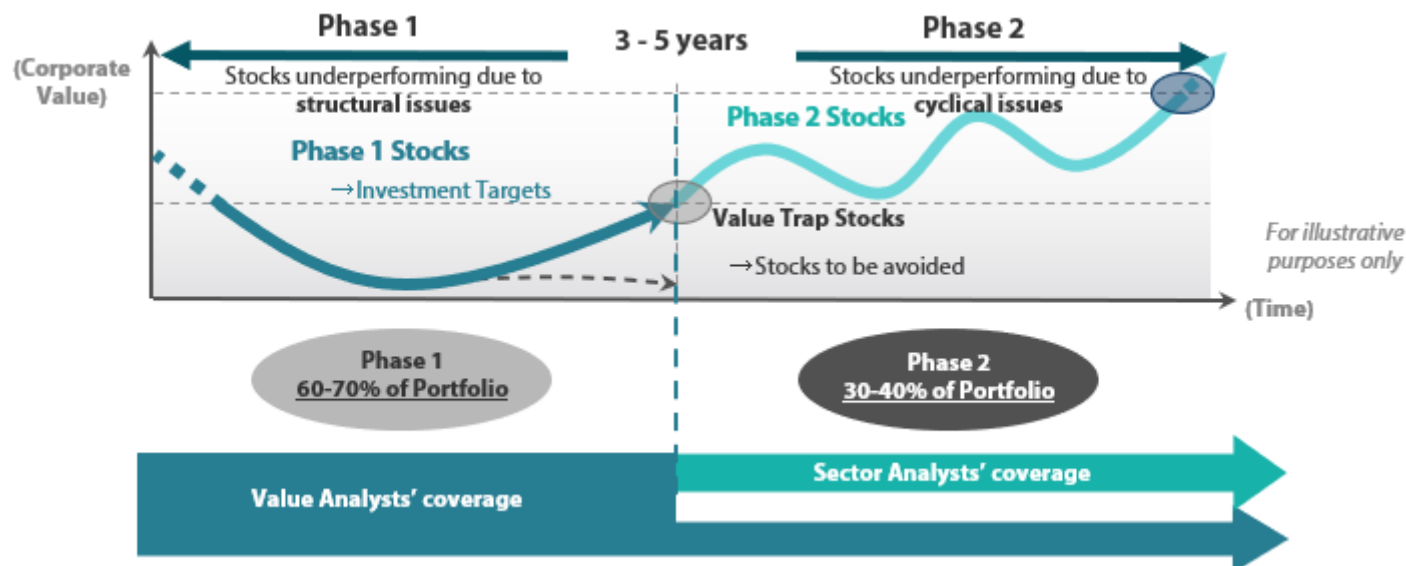 Phase 1
3 - 5 years
Phase 2
(Corporate
Value)
Stocks underperforming due to
structural issues
Stocks underperforming due to
cyclical issues
Phase 1 Stocks
→Investment Targets
Phase 2 Stocks
Value Trap Stocks
→Stocks to be avoided
For illustrative
purposes only
(Time)
Phase 1
60-70% of Portfolio
Phase 2
30-40% of Portfolio
Value Analysts’ coverage
Sector Analysts’ coverage